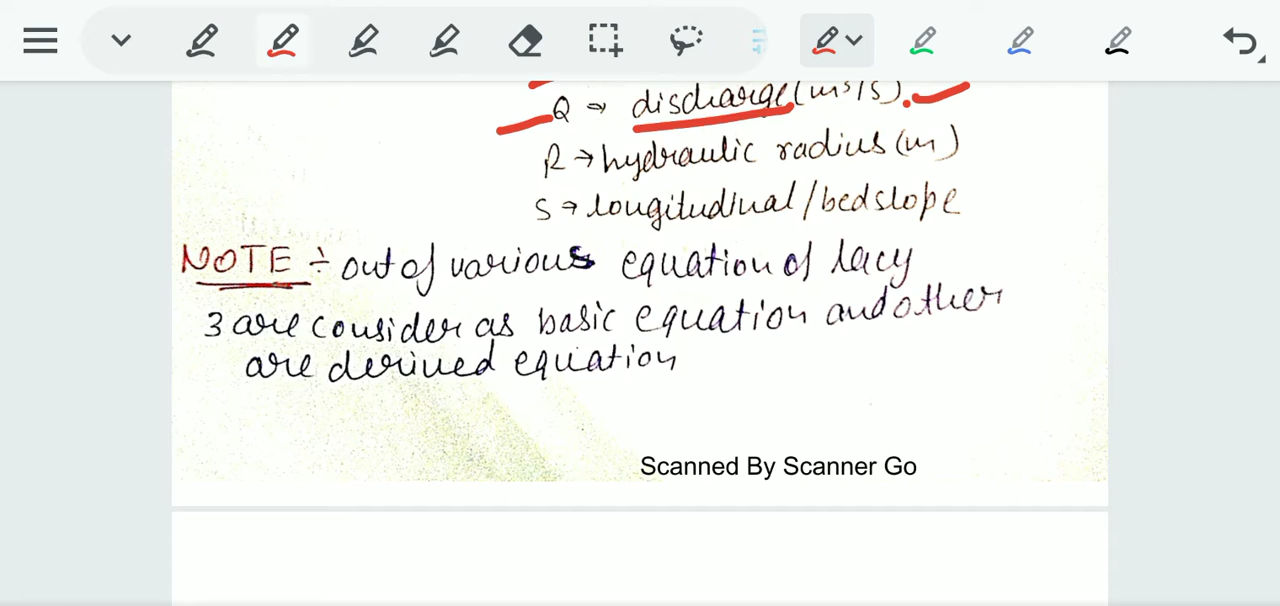 Q → discharge (m3/s).
R → hydraulic radius (m)
S → longitudinal/bedslope
NOTE ÷ out of various equation of lacy
3 are consider as basic equation and other
are derived equation
Scanned By Scanner Go